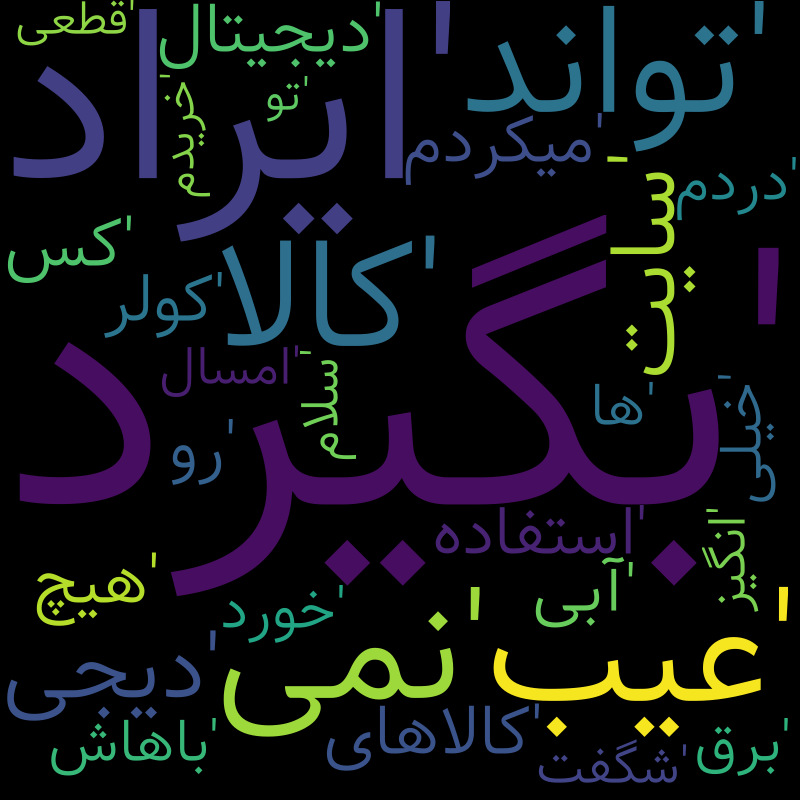 'قطعی
'دیجیتال
'ایراد
'تواند
'خریدم
'تو
'میکردم
'سایت
'دردم
'کس
'کالا
'کولر
'بگیرد
'امسال
'سلام
'ها
'خیلی
'رو
'استفاده
'انگیز
'هیچ
'خورد
'آبی
'نمی
'عیب
'دیجی
'باهاش
'کالاهای
'شگفت
'برق